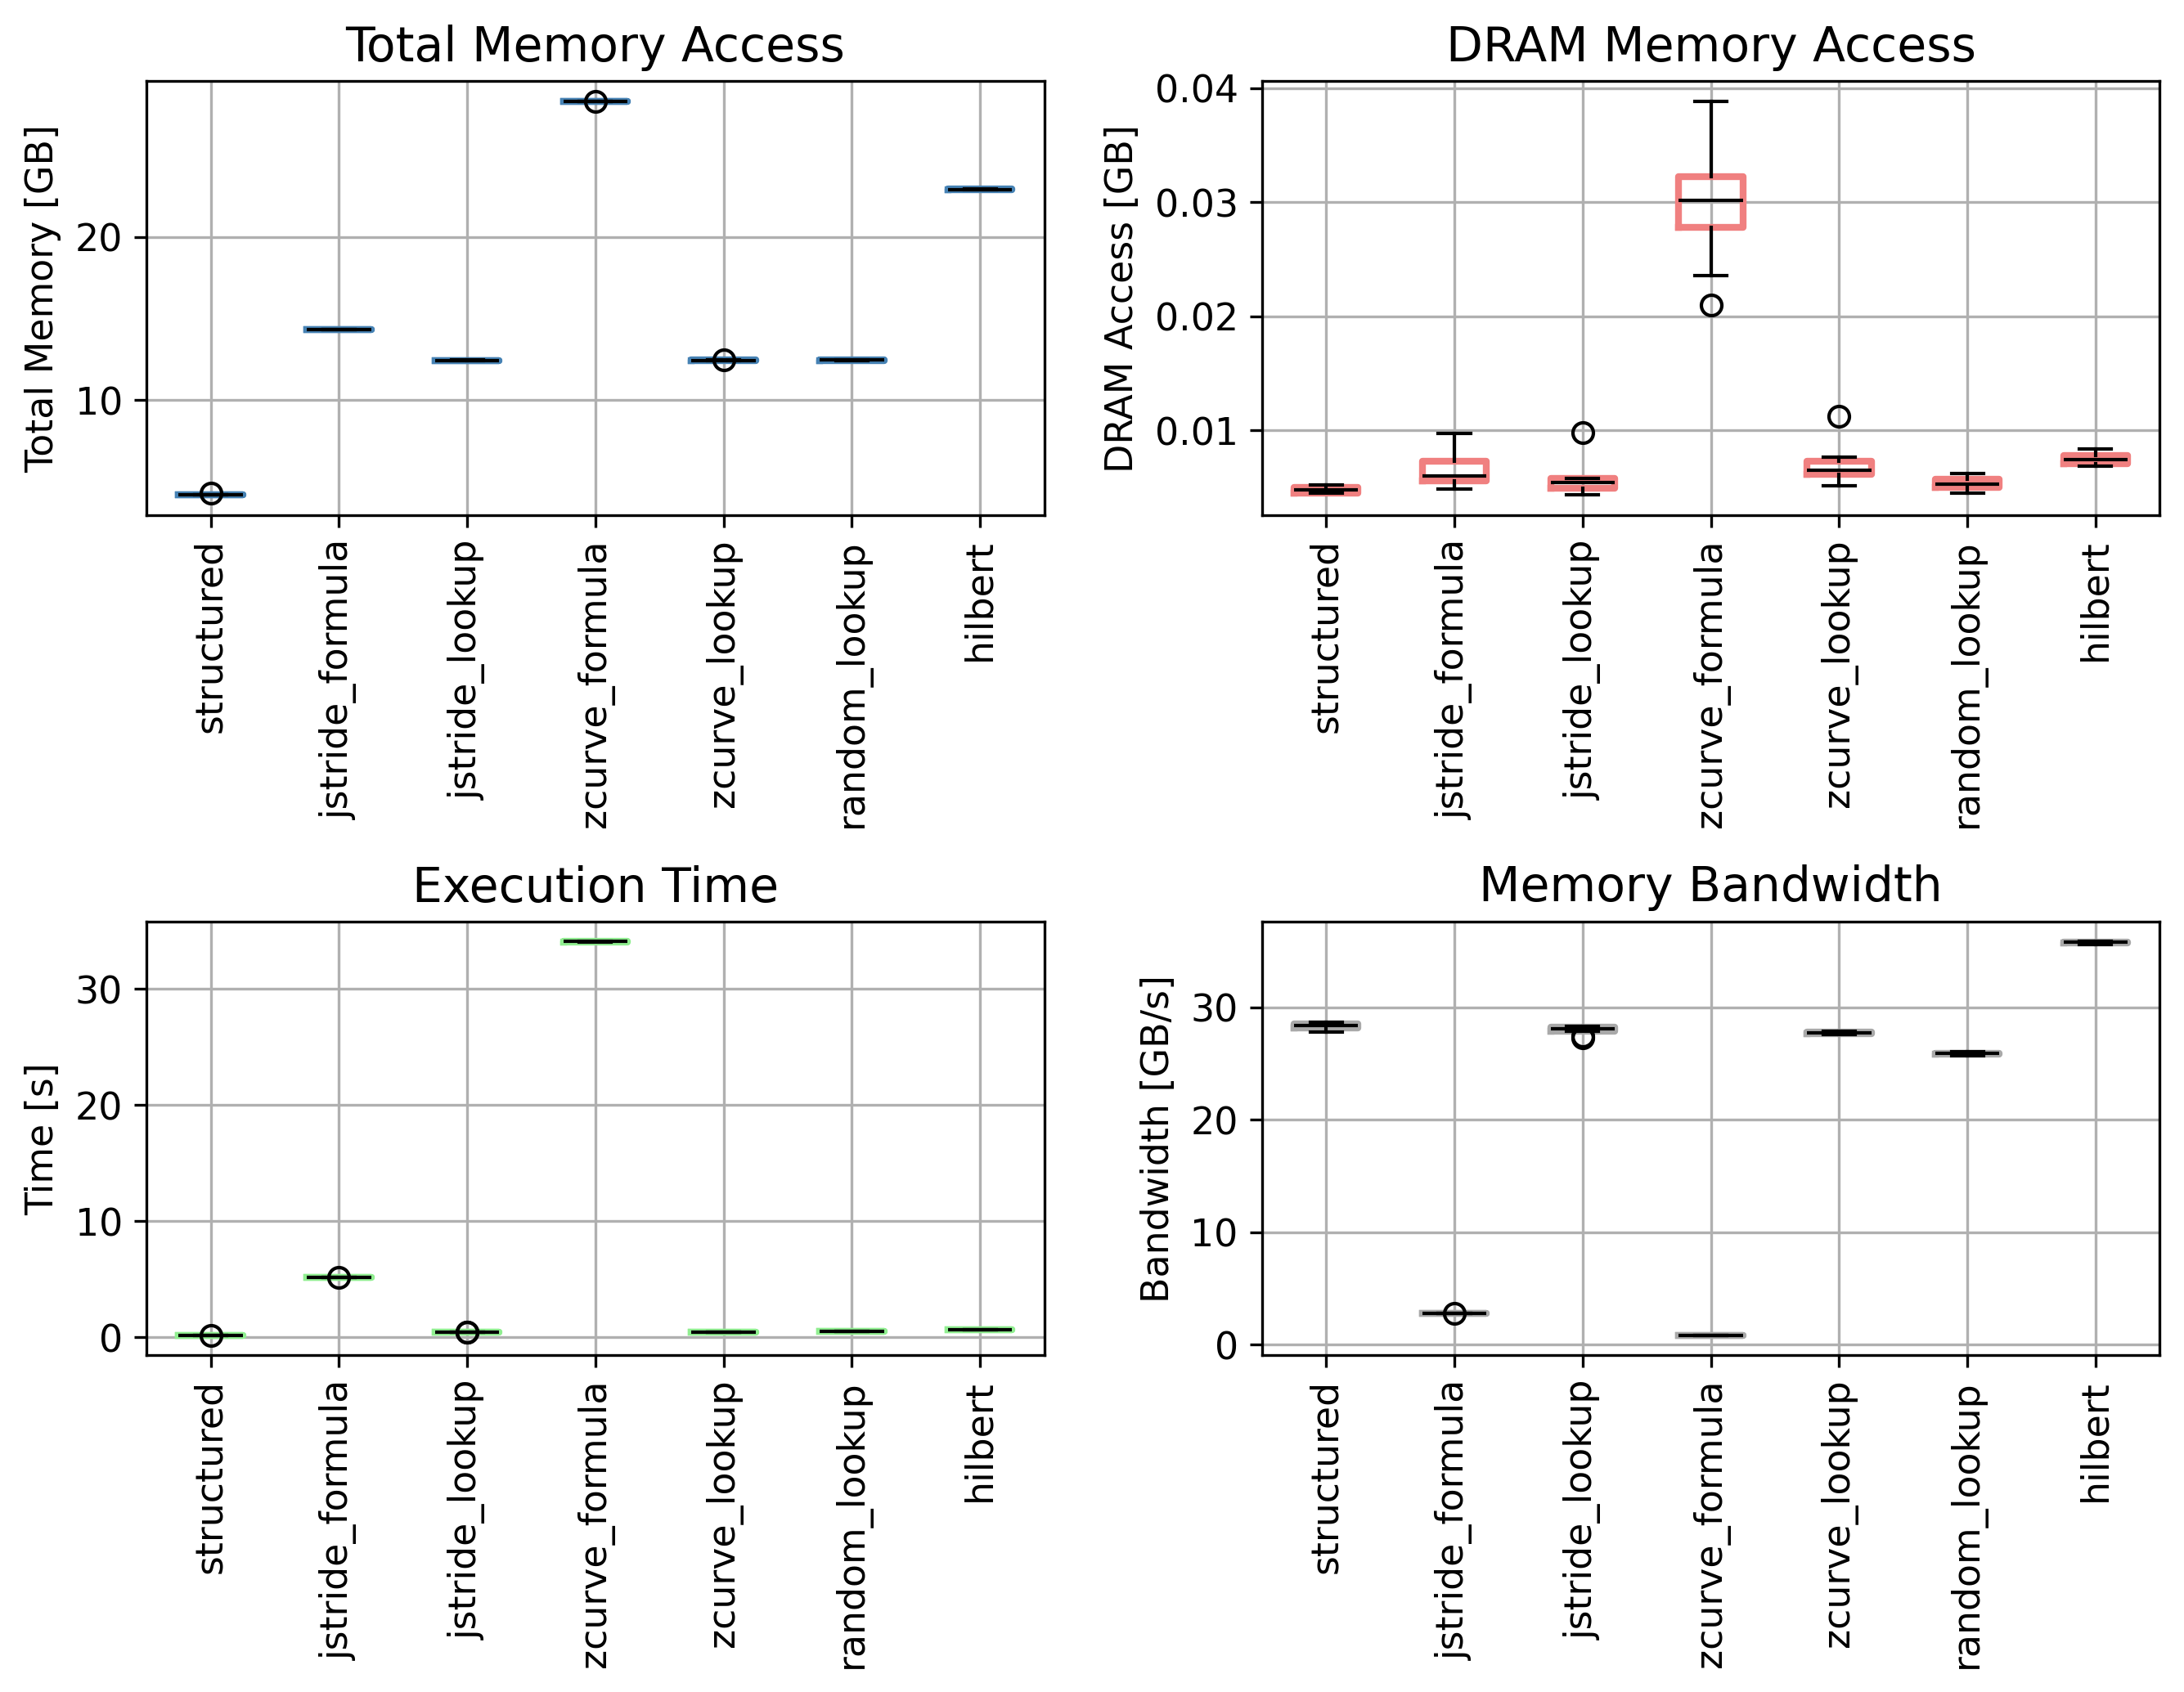 Total Memory Access
Total Memory [GB]
20
10
structured
jstride_formula
jstride_lookup
zcurve_formula
zcurve_lookup
random_lookup
hilbert
DRAM Memory Access
DRAM Access [GB]
0.04
0.03
0.02
0.01
structured
jstride_formula
jstride_lookup
zcurve_formula
zcurve_lookup
random_lookup
hilbert
Execution Time
Time [s]
30
20
10
0
structured
jstride_formula
jstride_lookup
zcurve_formula
zcurve_lookup
random_lookup
hilbert
Memory Bandwidth
Bandwidth [GB/s]
30
20
10
0
structured
jstride_formula
jstride_lookup
zcurve_formula
zcurve_lookup
random_lookup
hilbert